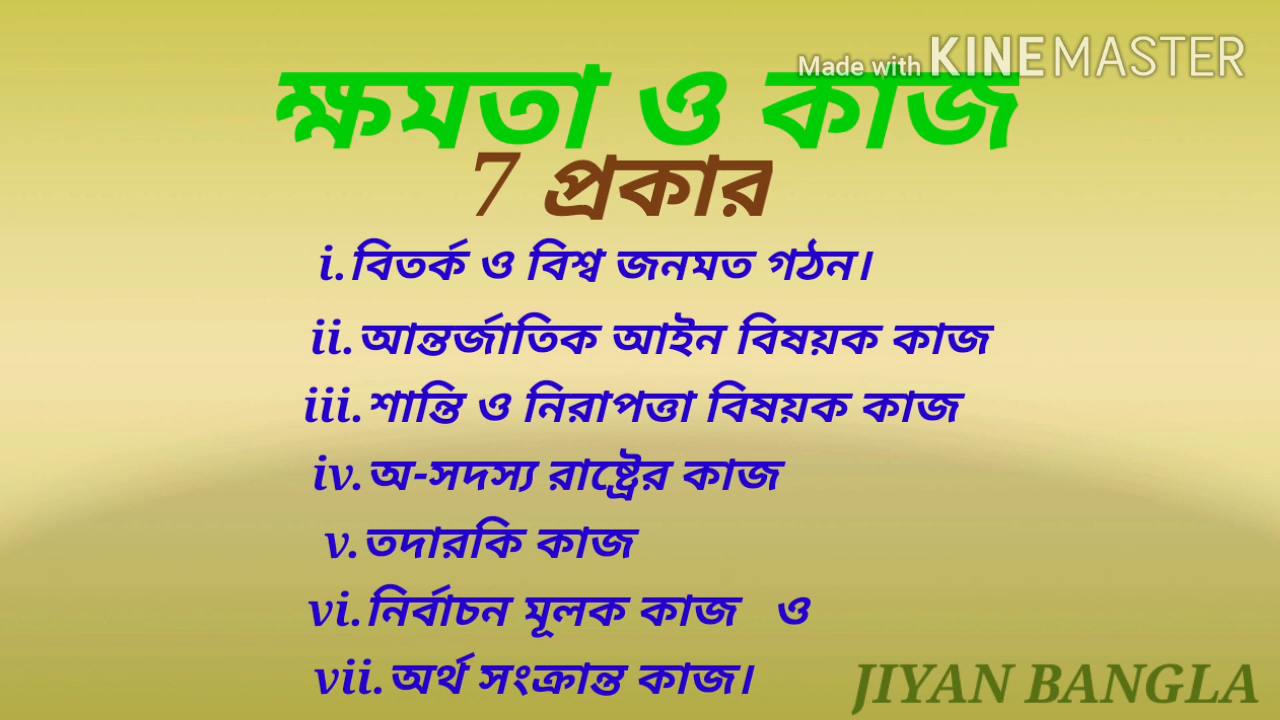 Made with KINEMASTER
ক্ষমতা ও কাজ
7 প্রকার
i.বিতর্ক ও বিশ্ব জনমত গঠন।
ii.আন্তর্জাতিক আইন বিষয়ক কাজ
iii.শান্তি ও নিরাপত্তা বিষয়ক কাজ
iv.অ-সদস্য রাষ্ট্রের কাজ
v.তদারকি কাজ
vi.নির্বাচন মূলক কাজ ও
vii.অর্থ সংক্রান্ত কাজ।
JIYAN BANGLA